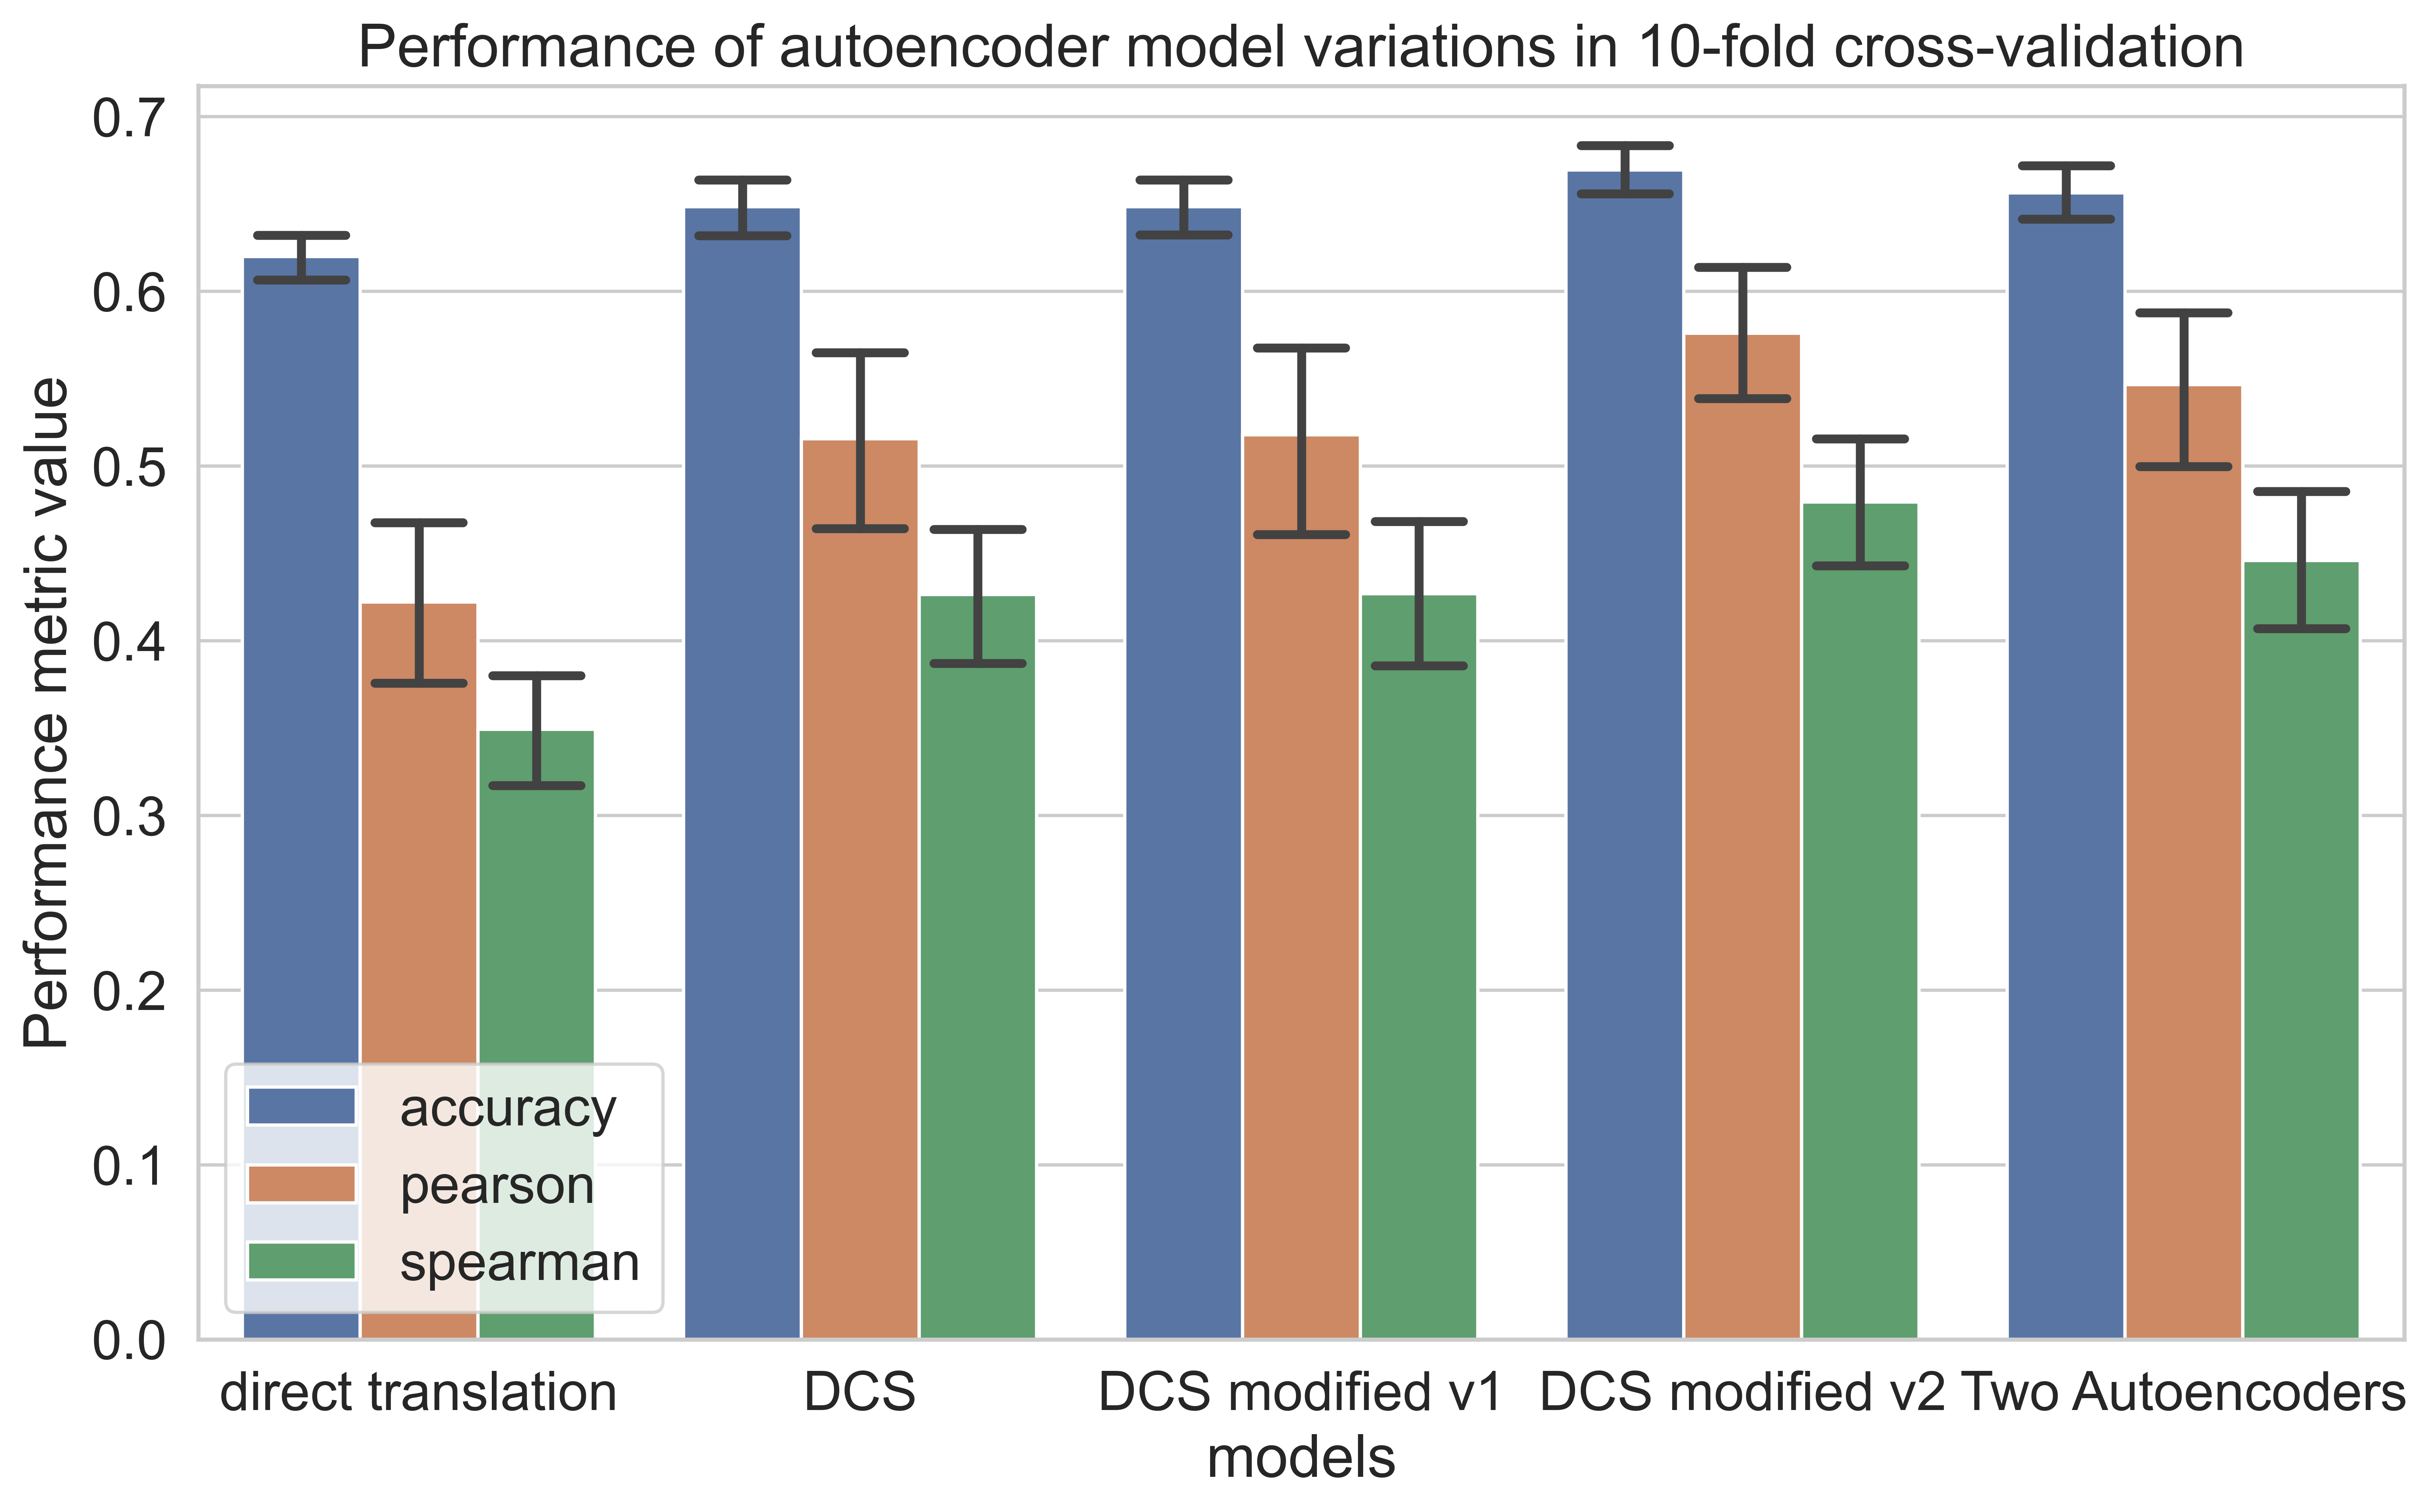 Performance of autoencoder model variations in 10-fold cross-validation
Performance metric value
0.7
0.6
0.5
0.4
0.3
0.2
0.1
0.0
accuracy
pearson
spearman
direct translation
DCS
DCS modified v1
DCS modified v2
Two Autoencoders
models